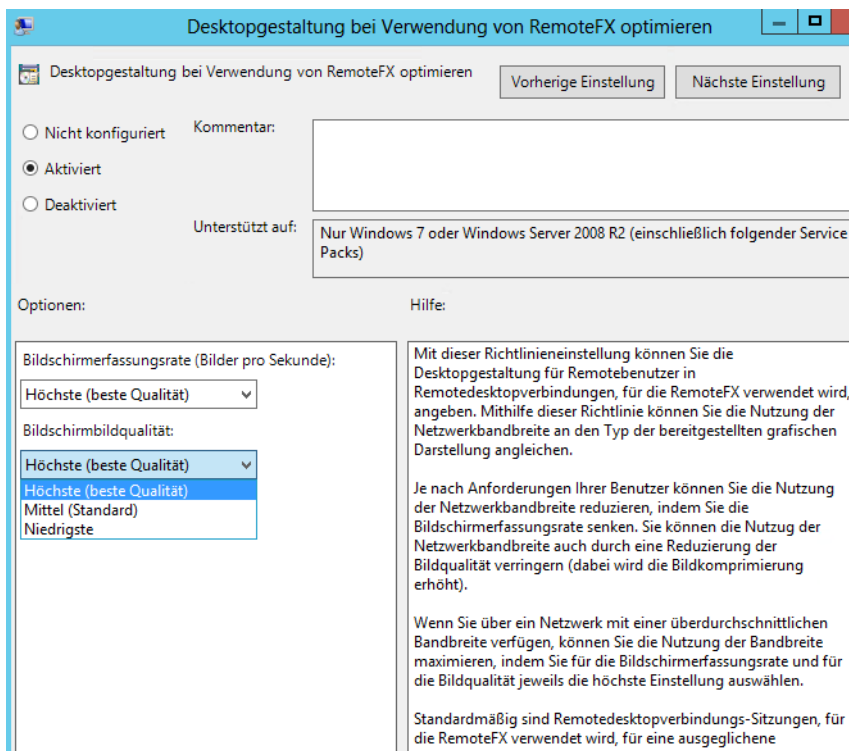 Desktopgestaltung bei Verwendung von RemoteFX optimieren
Desktopgestaltung bei Verwendung von RemoteFX optimieren
Vorherige Einstellung
Nächste Einstellung
Nicht konfiguriert
Kommentar:
Aktiviert
Deaktiviert
Unterstützt auf:
Nur Windows 7 oder Windows Server 2008 R2 (einschließlich folgender Service
Packs)
Optionen:
Hilfe:
Bildschirmerfassungsrate (Bilder pro Sekunde):
Höchste (beste Qualität)
Bildschirmbildqualität:
Höchste (beste Qualität)
Höchste (beste Qualität)
Mittel (Standard)
Niedrigste
Mit dieser Richtlinieneinstellung können Sie die
Desktopgestaltung für Remotebenutzer in
Remotedesktopverbindungen, für die RemoteFX verwendet wird,
angeben. Mithilfe dieser Richtlinie können Sie die Nutzung der
Netzwerkbandbreite an den Typ der bereitgestellten grafischen
Darstellung angleichen.
Je nach Anforderungen Ihrer Benutzer können Sie die Nutzung
der Netzwerkbandbreite reduzieren, indem Sie die
Bildschirmerfassungsrate senken. Sie können die Nutzug der
Netzwerkbandbreite auch durch eine Reduzierung der
Bildqualität verringern (dabei wird die Bildkomprimierung
erhöht).
Wenn Sie über ein Netzwerk mit einer überdurchschnittlichen
Bandbreite verfügen, können Sie die Nutzung der Bandbreite
maximieren, indem Sie für die Bildschirmerfassungsrate und für
die Bildqualität jeweils die höchste Einstellung auswählen.
Standardmäßig sind Remotedesktopverbindungs-Sitzungen, für
die RemoteFX verwendet wird, für eine ausgeglichene